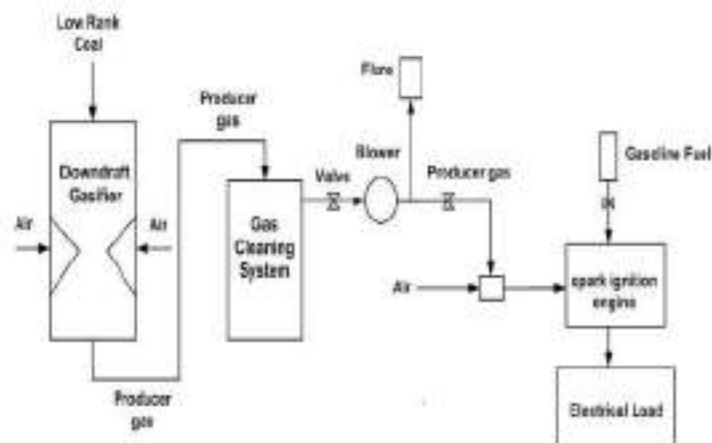 Low Rank
Coal
Downdraft
Gasifier
Air
Air
Producer
gas
Producer
gas
Gas
Cleaning
System
Valve
Blower
Flare
Producer gas
Air
Gasoline Fuel
spark ignition
engine
Electrical Load